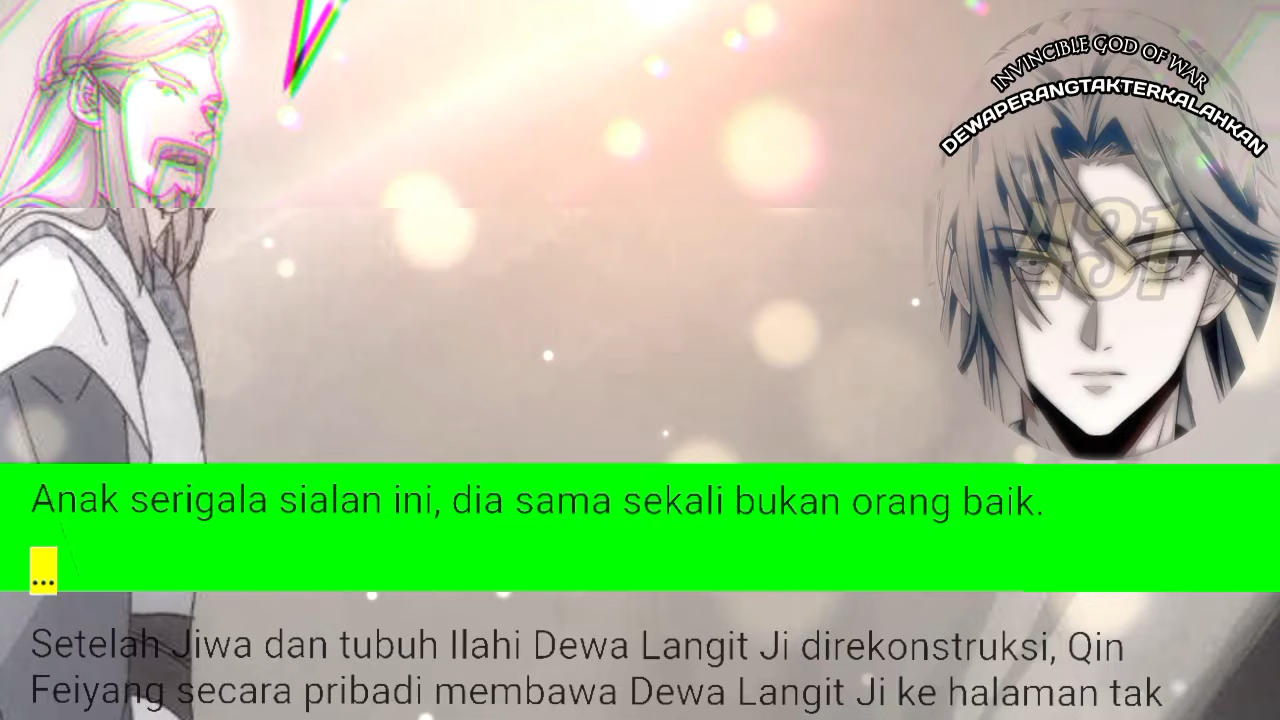 INVINCIBLE GOD OF WAR
DEWAPERANGTAKTERKALAHKAN
431
Anak serigala sialan ini, dia sama sekali bukan orang baik.
...
Setelah Jiwa dan tubuh Ilahi Dewa Langit Ji direkonstruksi, Qin
Feiyang secara pribadi membawa Dewa Langit Ji ke halaman tak